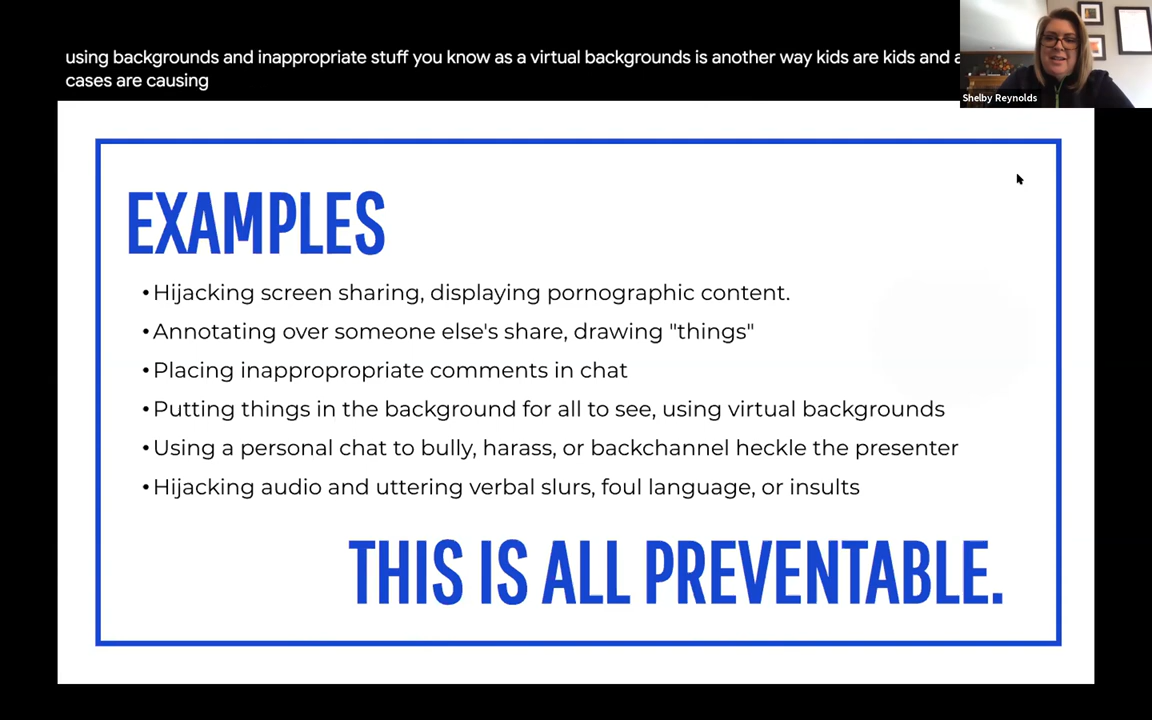 using backgrounds and inappropriate stuff you know as a virtual backgrounds is another way kids are kids and a
cases are causing
Shelby Reynolds
EXAMPLES
•Hijacking screen sharing, displaying pornographic content.
•Annotating over someone else's share, drawing "things"
•Placing inappropropriate comments in chat
•Putting things in the background for all to see, using virtual backgrounds
•Using a personal chat to bully, harass, or backchannel heckle the presenter
•Hijacking audio and uttering verbal slurs, foul language, or insults
THIS IS ALL PREVENTABLE.